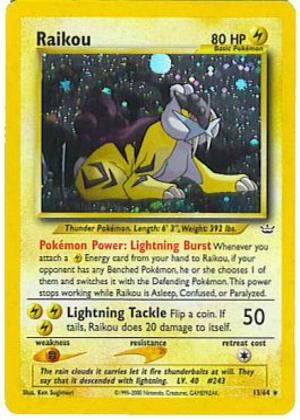 Raikou
80 HP
Basic Pokémon
Thunder Pokémon. Length: 6' 3", Weight: 392 lbs.
Pokémon Power: Lightning Burst Whenever you
attach a Energy card from your hand to Raikou, if your
opponent has any Benched Pokémon, he or she chooses 1 of
them and switches it with the Defending Pokémon. This Power
stops working while Raikou is Asleep, Confused, or Paralyzed.
Lightning Tackle Flip a coin. If
tails, Raikou does 20 damage to itself.
50
weakness resistance retreat cost
The rain clouds it carries let it fire thunderbolts at will. They say that
it descended with lightning. LV. 40 #243
Illus. Ken Sugimori ©1995-2000 Nintendo, Creatures, GAMEFREAK. 13/64